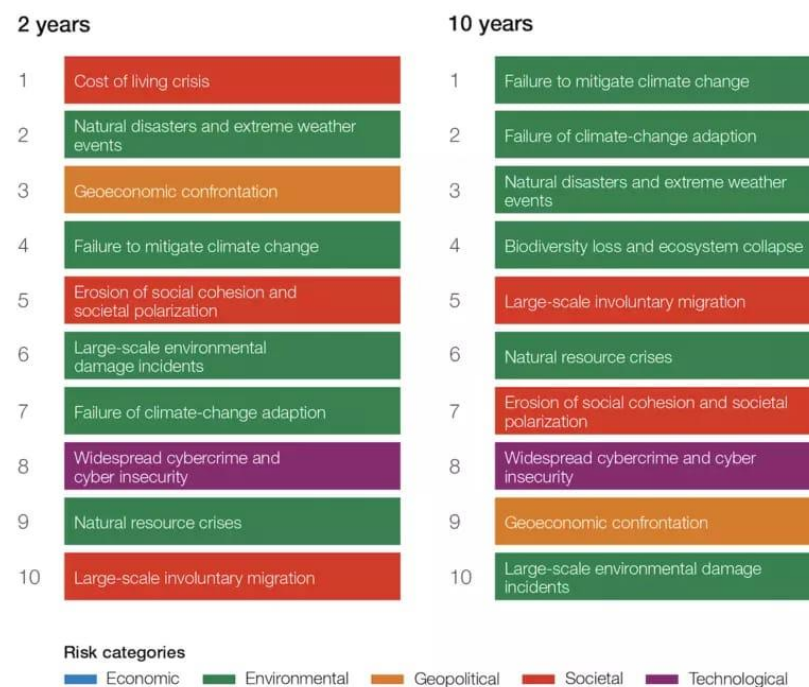 2 years
1
Cost of living crisis
2
Natural disasters and extreme weather
events
3
Geoeconomic confrontation
4
Failure to mitigate climate change
5
Erosion of social cohesion and
societal polarization
6
Large-scale environmental
damage incidents
7
Failure of climate-change adaption
8
Widespread cybercrime and
cyber insecurity
9
Natural resource crises
10
Large-scale involuntary migration
10 years
1
Failure to mitigate climate change
2
Failure of climate-change adaption
3
Natural disasters and extreme weather
events
4
Biodiversity loss and ecosystem collapse
5
Large-scale involuntary migration
6
Natural resource crises
7
Erosion of social cohesion and societal
polarization
8
Widespread cybercrime and cyber
insecurity
9
Geoeconomic confrontation
10
Large-scale environmental damage
incidents
Risk categories
Economic Environmental Geopolitical Societal Technological